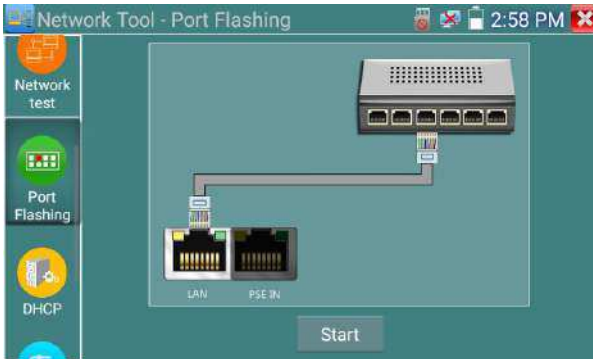 Network Tool - Port Flashing
2:58 PM
Network
test
Port
Flashing
DHCP
LAN
PSE IN
Start